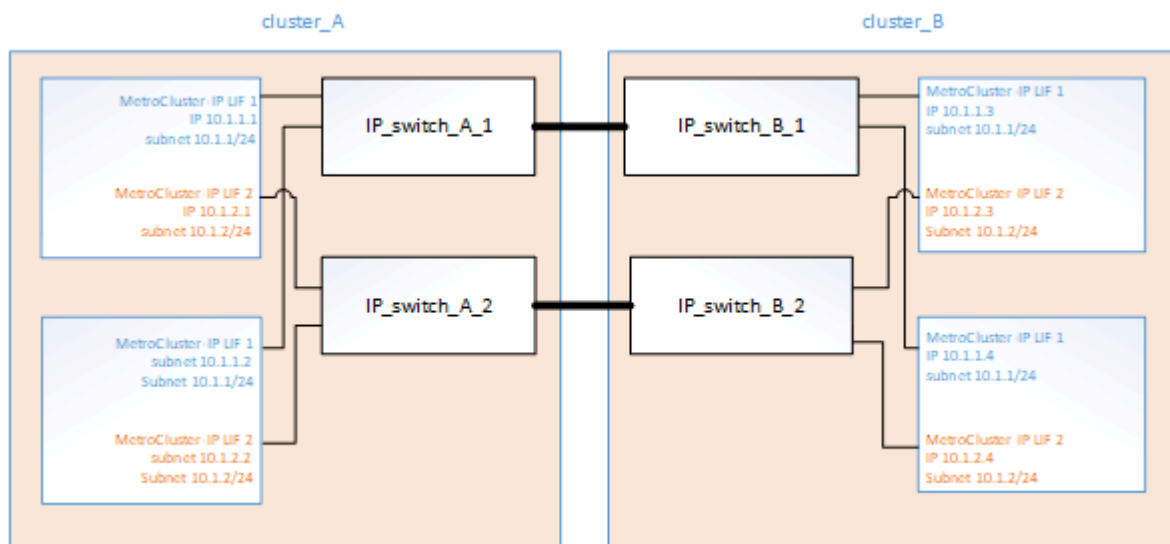 cluster_A
cluster_B
MetroCluster-IP LIF 1
IP 10.1.1.1
subnet 10.1.1/24
MetroCluster-IP LIF 2
IP 10.1.2.1
subnet 10.1.2/24
IP_switch_A_1
IP_switch_B_1
MetroCluster-IP LIF 1
IP 10.1.1.3
subnet 10.1.1/24
MetroCluster-IP LIF 2
IP 10.1.2.3
Subnet 10.1.2/24
MetroCluster-IP LIF 1
subnet 10.1.1.2
Subnet 10.1.1/24
MetroCluster-IP LIF 2
subnet 10.1.2.2
Subnet 10.1.2/24
IP_switch_A_2
IP_switch_B_2
MetroCluster-IP LIF 1
IP 10.1.1.4
subnet 10.1.1/24
MetroCluster-IP LIF 2
IP 10.1.2.4
Subnet 10.1.2/24